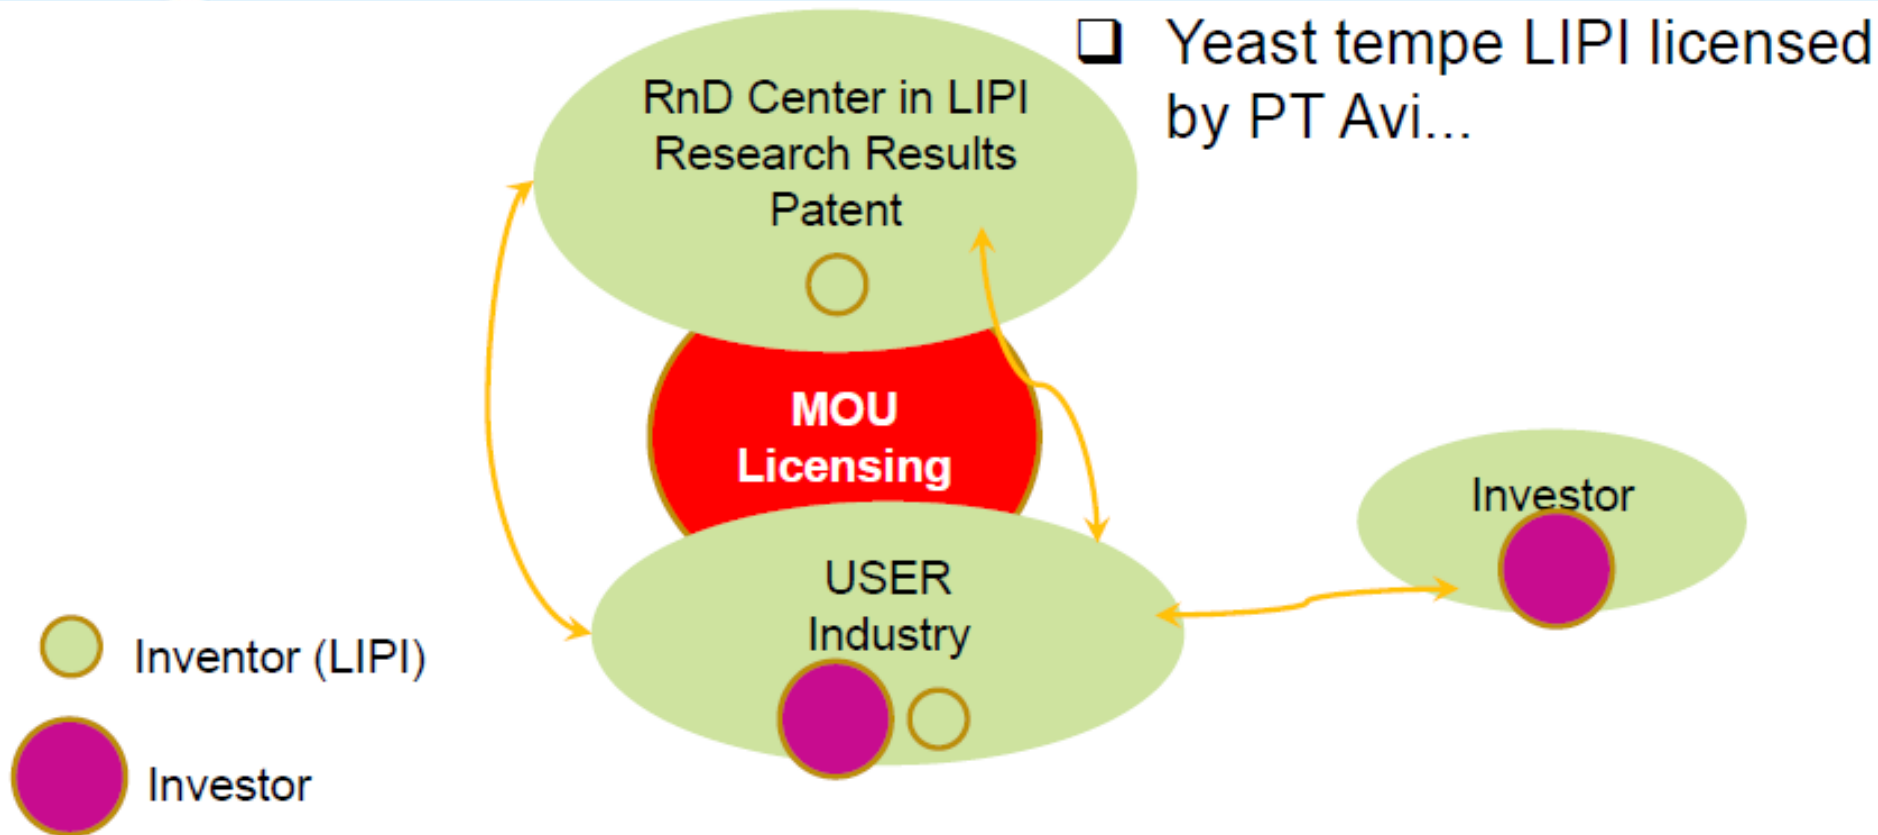 ❑ Yeast tempe LIPI licensed
by PT Avi...
RnD Center in LIPI
Research Results
Patent
MOU
Licensing
Investor
USER
Industry
Inventor (LIPI)
Investor